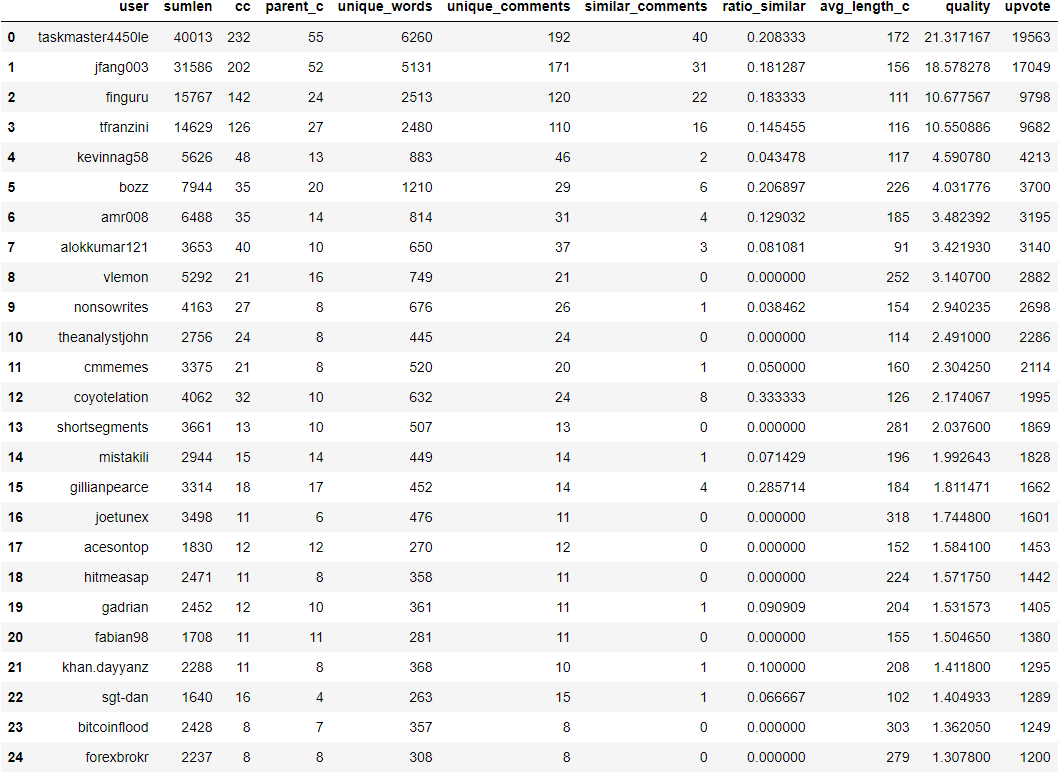 user sumlen cc parent_c unique_words unique_comments similar_comments ratio_similar avg_length_c quality upvote
0 taskmaster4450le 40013 232 55 6260 192 40 0.208333 172 21.317167 19563
1 jfang003 31586 202 52 5131 171 31 0.181287 156 18.578278 17049
2 finguru 15767 142 24 2513 120 22 0.183333 111 10.677567 9798
3 tfranzini 14629 126 27 2480 110 16 0.145455 116 10.550886 9682
4 kevinnag58 5626 48 13 883 46 2 0.043478 117 4.590780 4213
5 bozz 7944 35 20 1210 29 6 0.206897 226 4.031776 3700
6 amr008 6488 35 14 814 31 4 0.129032 185 3.482392 3195
7 alokkumar121 3653 40 10 650 37 3 0.081081 91 3.421930 3140
8 vlemon 5292 21 16 749 21 0 0.000000 252 3.140700 2882
9 nonsowrites 4163 27 8 676 26 1 0.038462 154 2.940235 2698
10 theanalystjohn 2756 24 8 445 24 0 0.000000 114 2.491000 2286
11 cmmemes 3375 21 8 520 20 1 0.050000 160 2.304250 2114
12 coyotelation 4062 32 10 632 24 8 0.333333 126 2.174067 1995
13 shortsegments 3661 13 10 507 13 0 0.000000 281 2.037600 1869
14 mistakili 2944 15 14 449 14 1 0.071429 196 1.992643 1828
15 gillianpearce 3314 18 17 452 14 4 0.285714 184 1.811471 1662
16 joetunex 3498 11 6 476 11 0 0.000000 318 1.744800 1601
17 acesontop 1830 12 12 270 12 0 0.000000 152 1.584100 1453
18 hitmeasap 2471 11 8 358 11 0 0.000000 224 1.571750 1442
19 gadrian 2452 12 10 361 11 1 0.090909 204 1.531573 1405
20 fabian98 1708 11 11 281 11 0 0.000000 155 1.504650 1380
21 khan.dayyanz 2288 11 8 368 10 1 0.100000 208 1.411800 1295
22 sgt-dan 1640 16 4 263 15 1 0.066667 102 1.404933 1289
23 bitcoinflood 2428 8 7 357 8 0 0.000000 303 1.362050 1249
24 forexbrokr 2237 8 8 308 8 0 0.000000 279 1.307800 1200